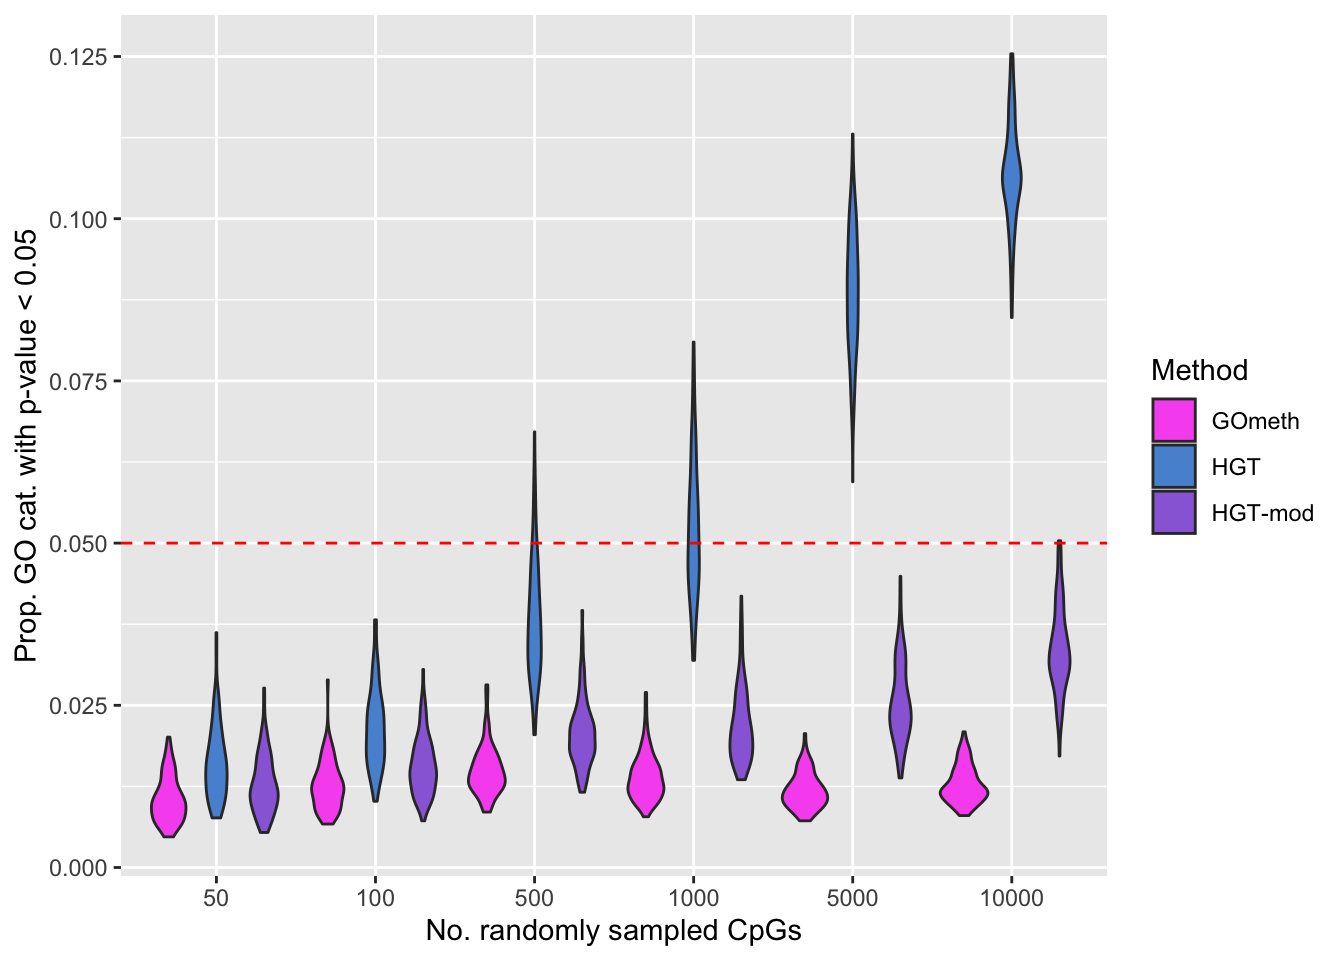 Prop. GO cat. with p-value < 0.05
0.125
0.100
0.075
0.050
0.025
0.000
50 100 500 1000 5000 10000
No. randomly sampled CpGs
Method
GOmeth
HGT
HGT-mod